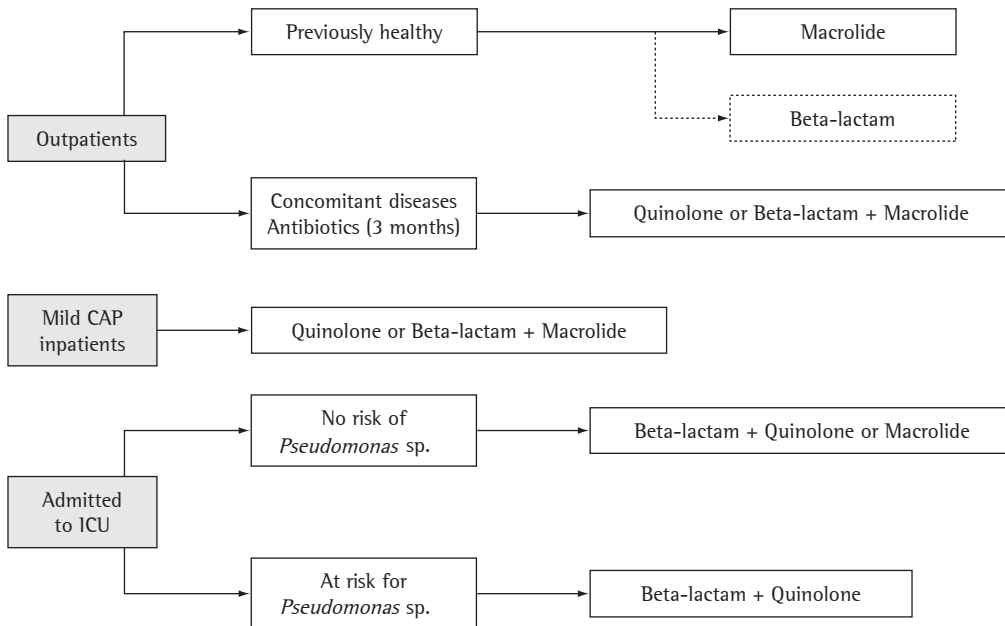 Previously healthy
Macrolide
Beta-lactam
Outpatients
Concomitant diseases
Antibiotics (3 months)
Quinolone or Beta-lactam + Macrolide
Mild CAP
inpatients
Quinolone or Beta-lactam + Macrolide
No risk of
Pseudomonas sp.
Beta-lactam + Quinolone or Macrolide
Admitted
to ICU
At risk for
Pseudomonas sp.
Beta-lactam + Quinolone